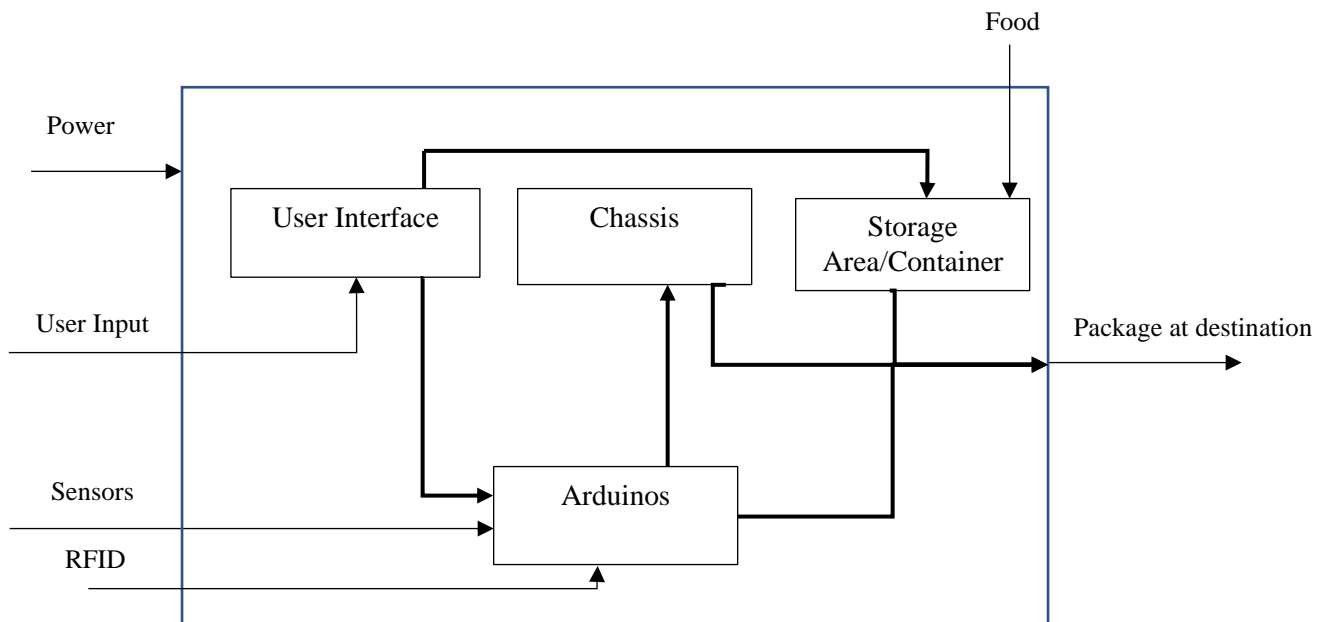 Food
Power
User Interface
Chassis
Storage
Area/Container
User Input
Package at destination
Sensors
Arduinos
RFID